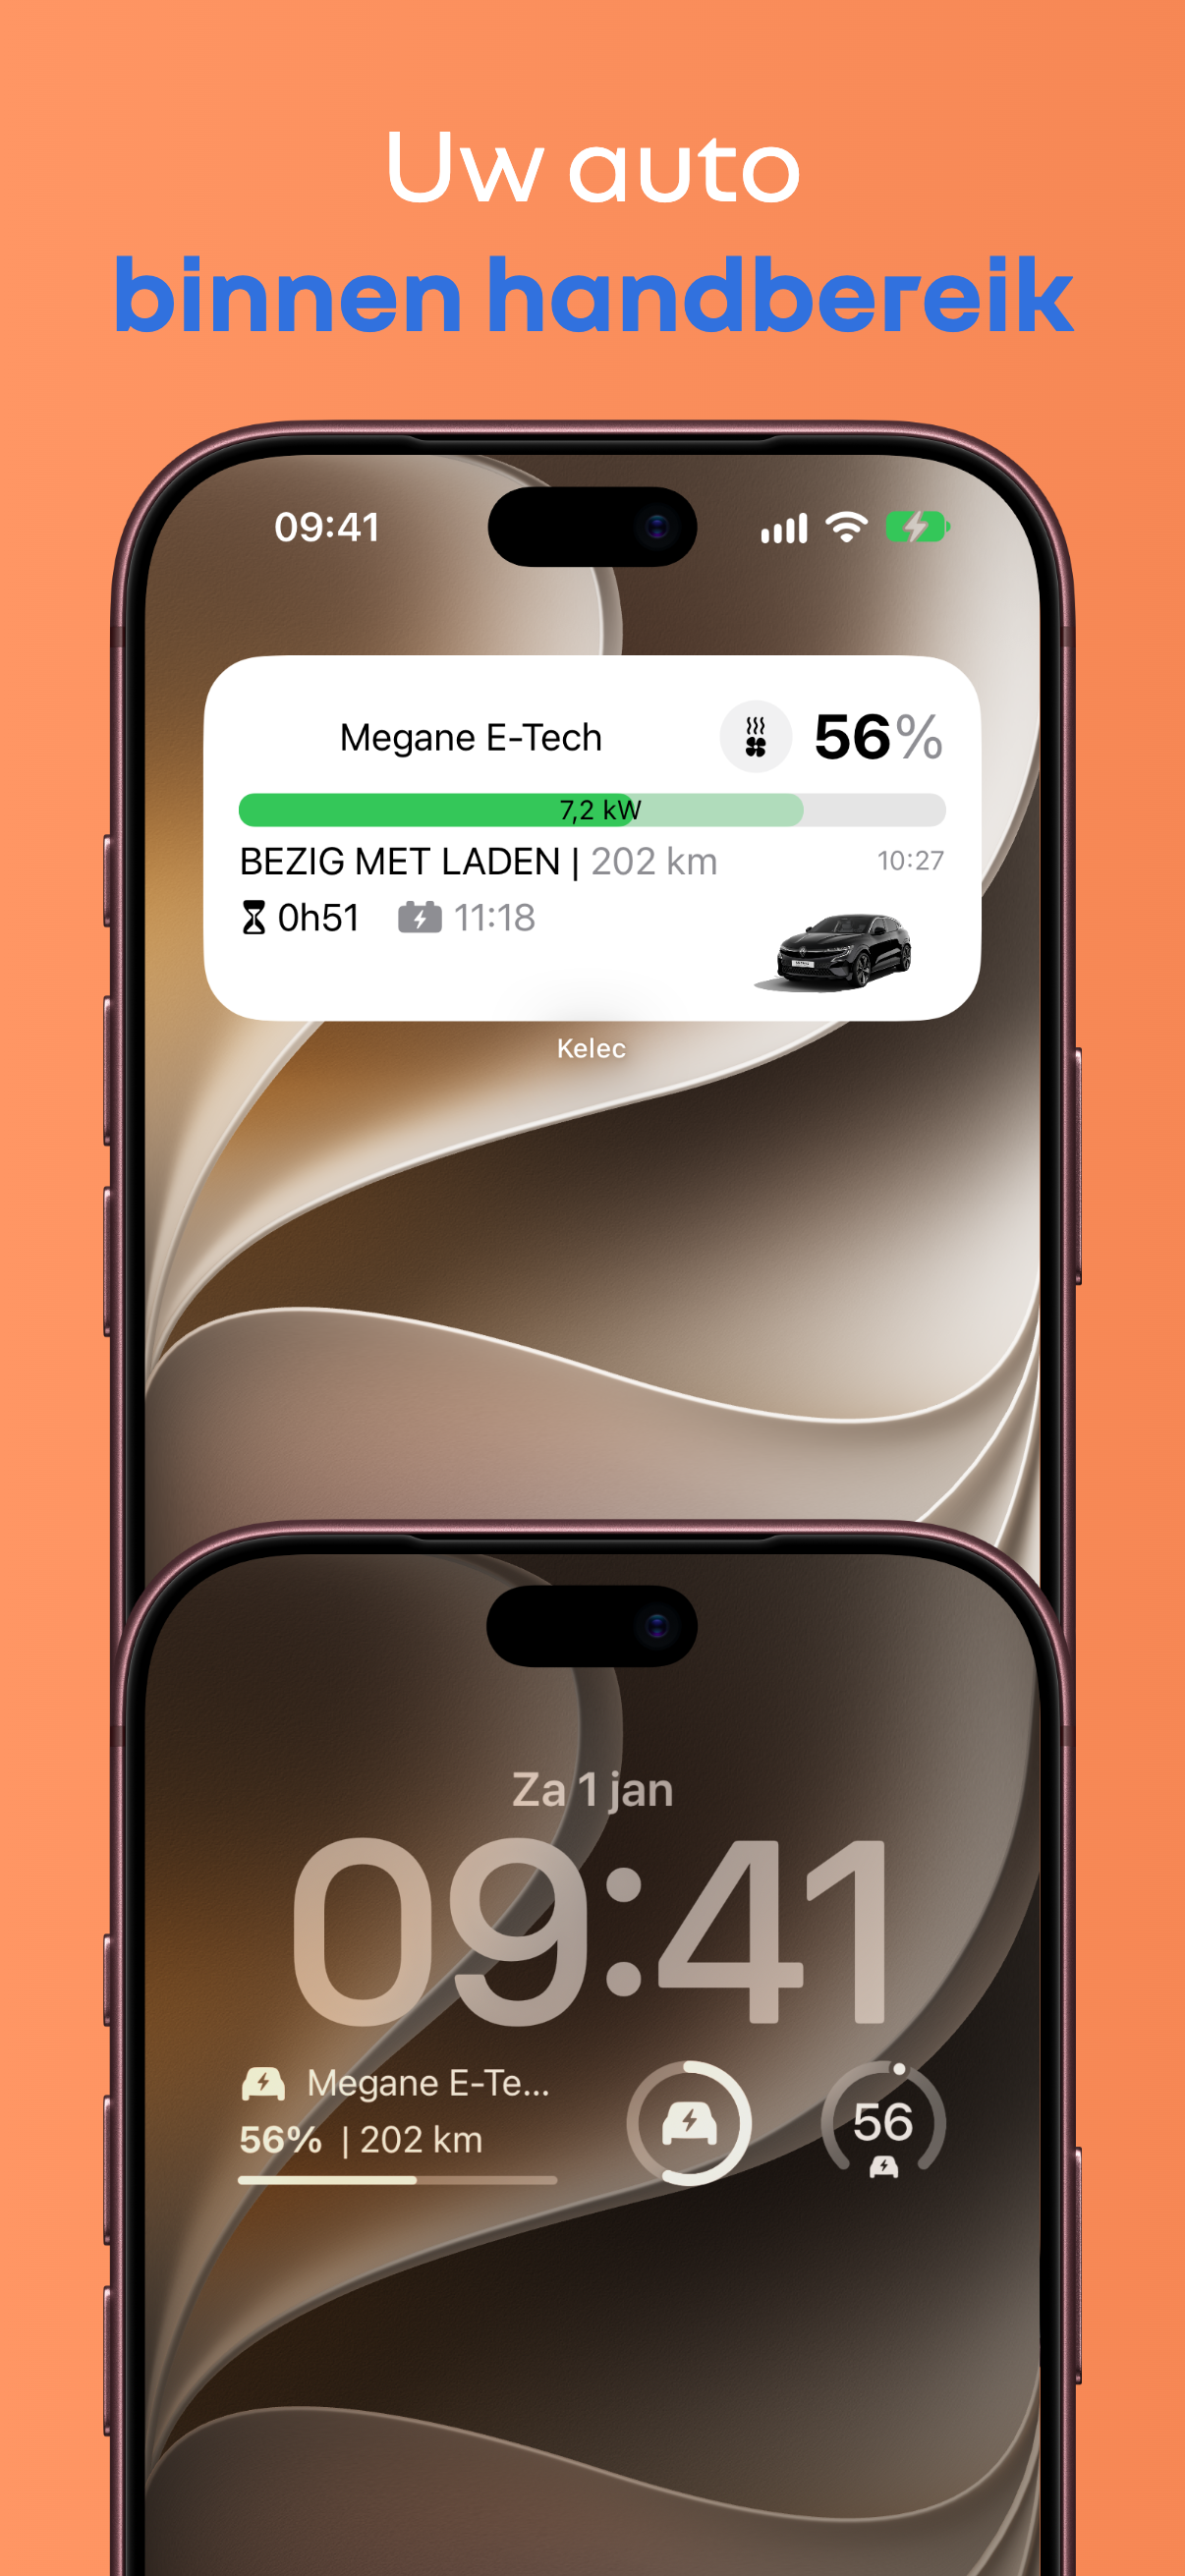 Uw auto
binnen handbereik
09:41
Megane E-Tech
56%
7,2 kW
BEZIG MET LADEN | 202 km
10:27
0h51 11:18
Kelec
Za 1 jan
09:41
Megane E-Te...
56% | 202 km
56